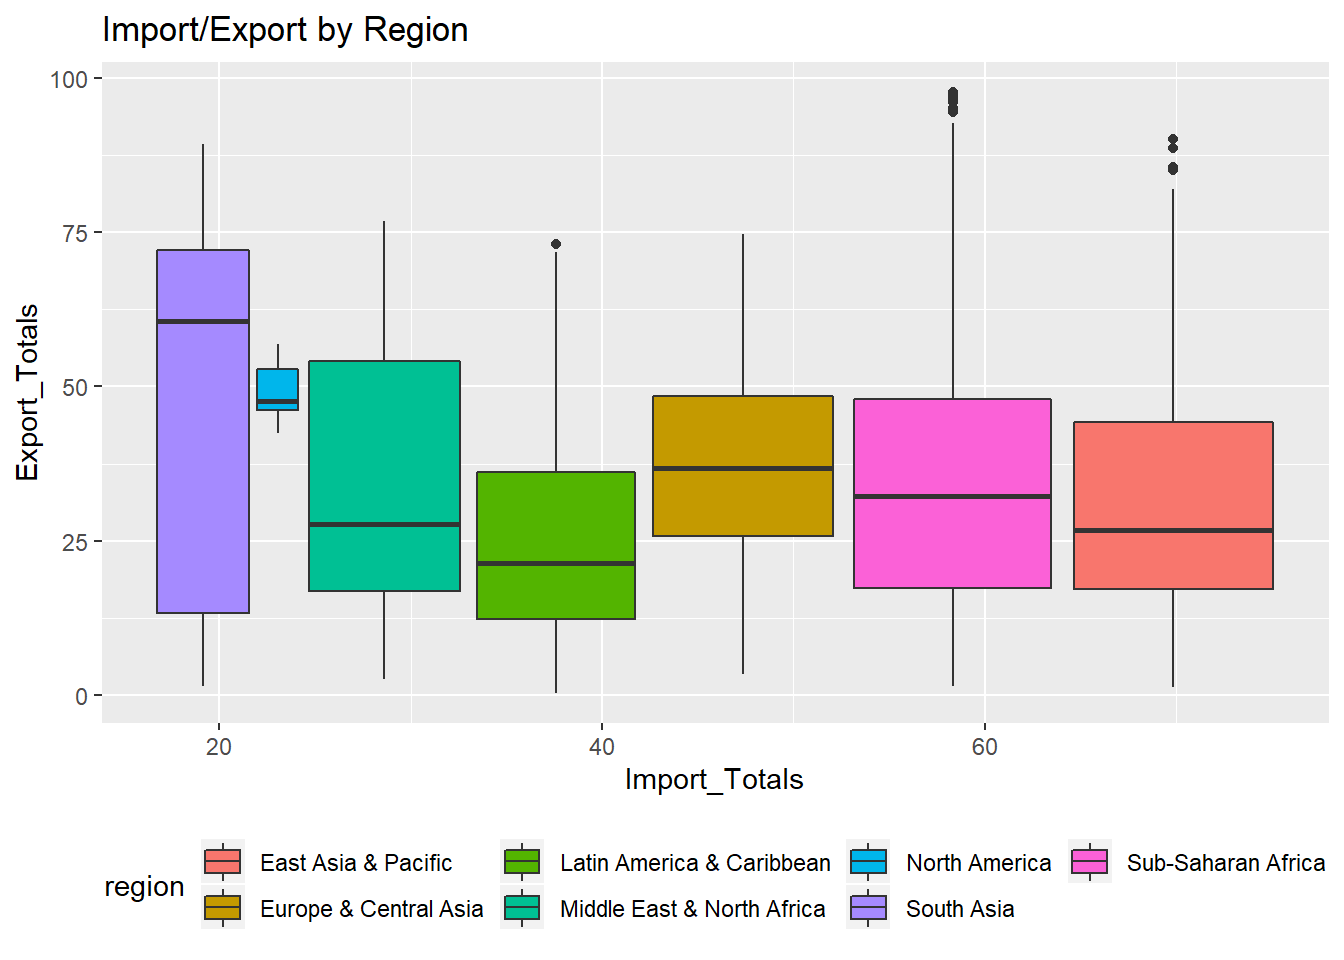 Import/Export by Region
100
75
50
25
0
Export_Totals
20 40 60
Import_Totals
region
East Asia & Pacific Latin America & Caribbean North America Sub-Saharan Africa
Europe & Central Asia Middle East & North Africa South Asia